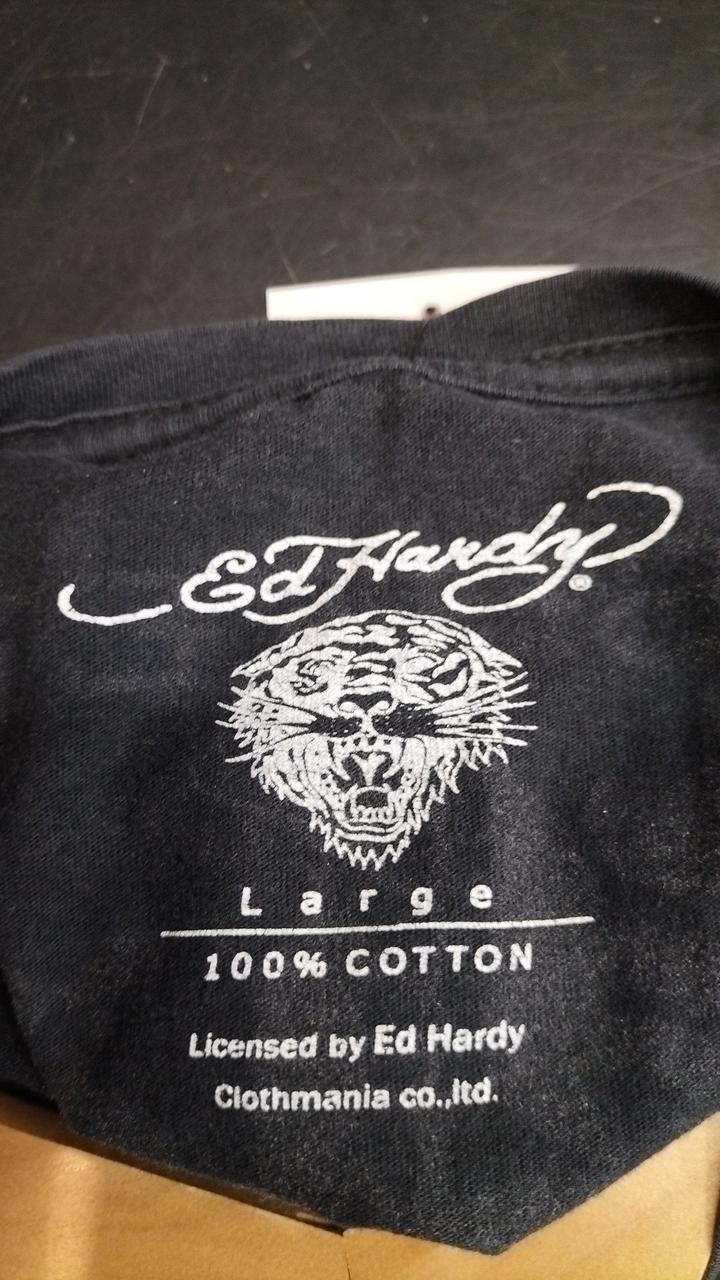 Ed Hardy®
Large
100% COTTON
Licensed by Ed Hardy
Clothmania co.,ltd.